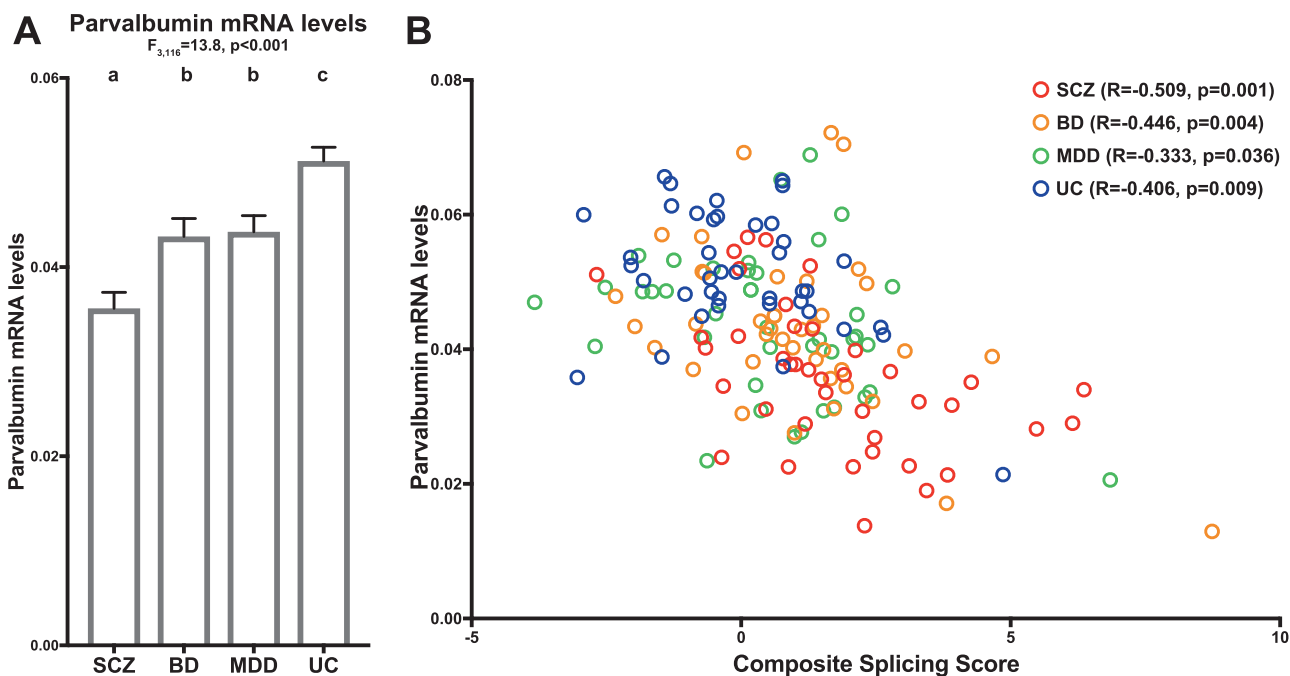 A
Parvalbumin mRNA levels
F3,116=13.8, p<0.001
a b b c
0.06
0.04
0.02
0.00
Parvalbumin mRNA levels
SCZ BD MDD UC
B
0.08
0.06
0.04
0.02
0.00
Parvalbumin mRNA levels
SCZ (R=-0.509, p=0.001)
BD (R=-0.446, p=0.004)
MDD (R=-0.333, p=0.036)
UC (R=-0.406, p=0.009)
-5 0 5 10
Composite Splicing Score